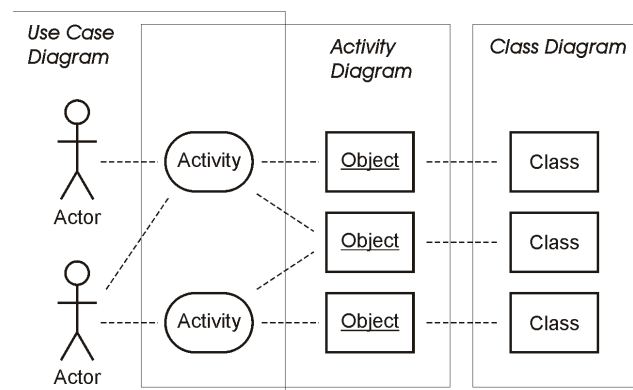 Use Case
Diagram
Activity
Diagram
Class Diagram
Activity
Object
Class
Actor
Object
Class
Activity
Object
Class
Actor